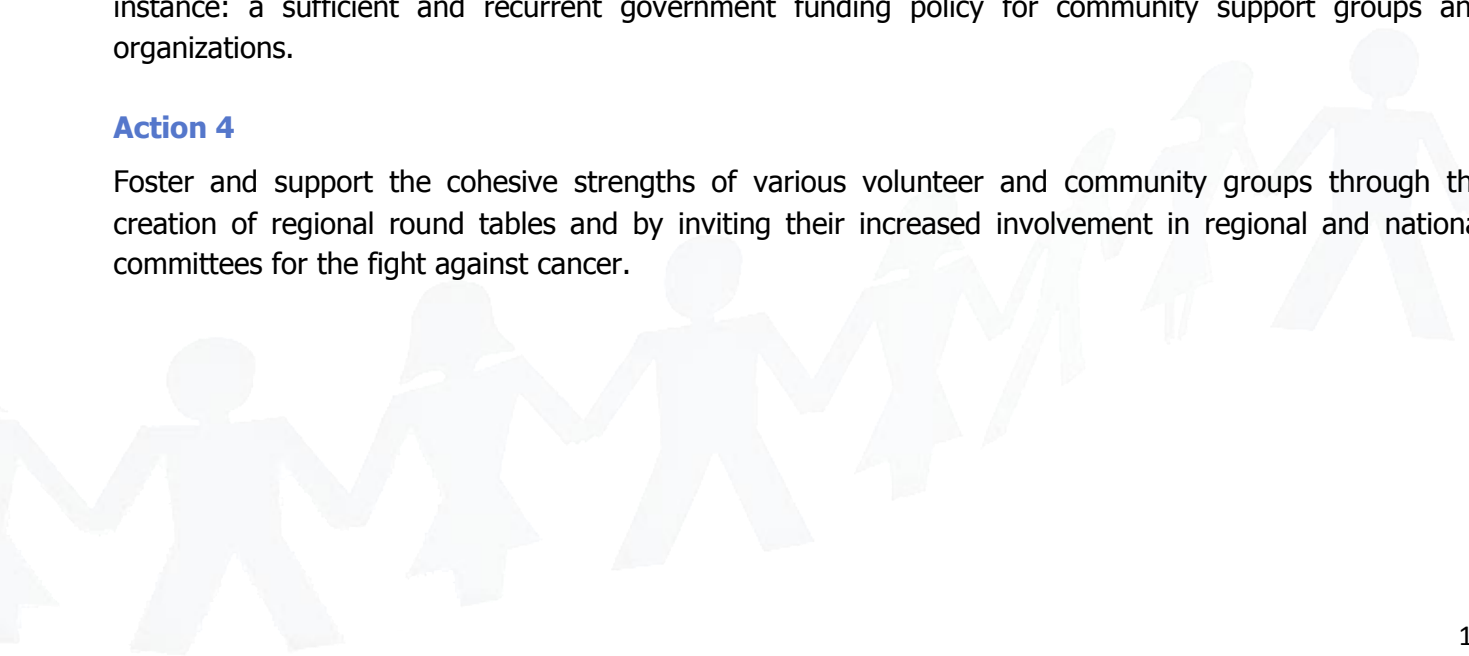 instance: a sufficient and recurrent government funding policy for community support groups an
organizations.
Action 4
Foster and support the cohesive strengths of various volunteer and community groups through th
creation of regional round tables and by inviting their increased involvement in regional and nationa
committees for the fight against cancer.
1